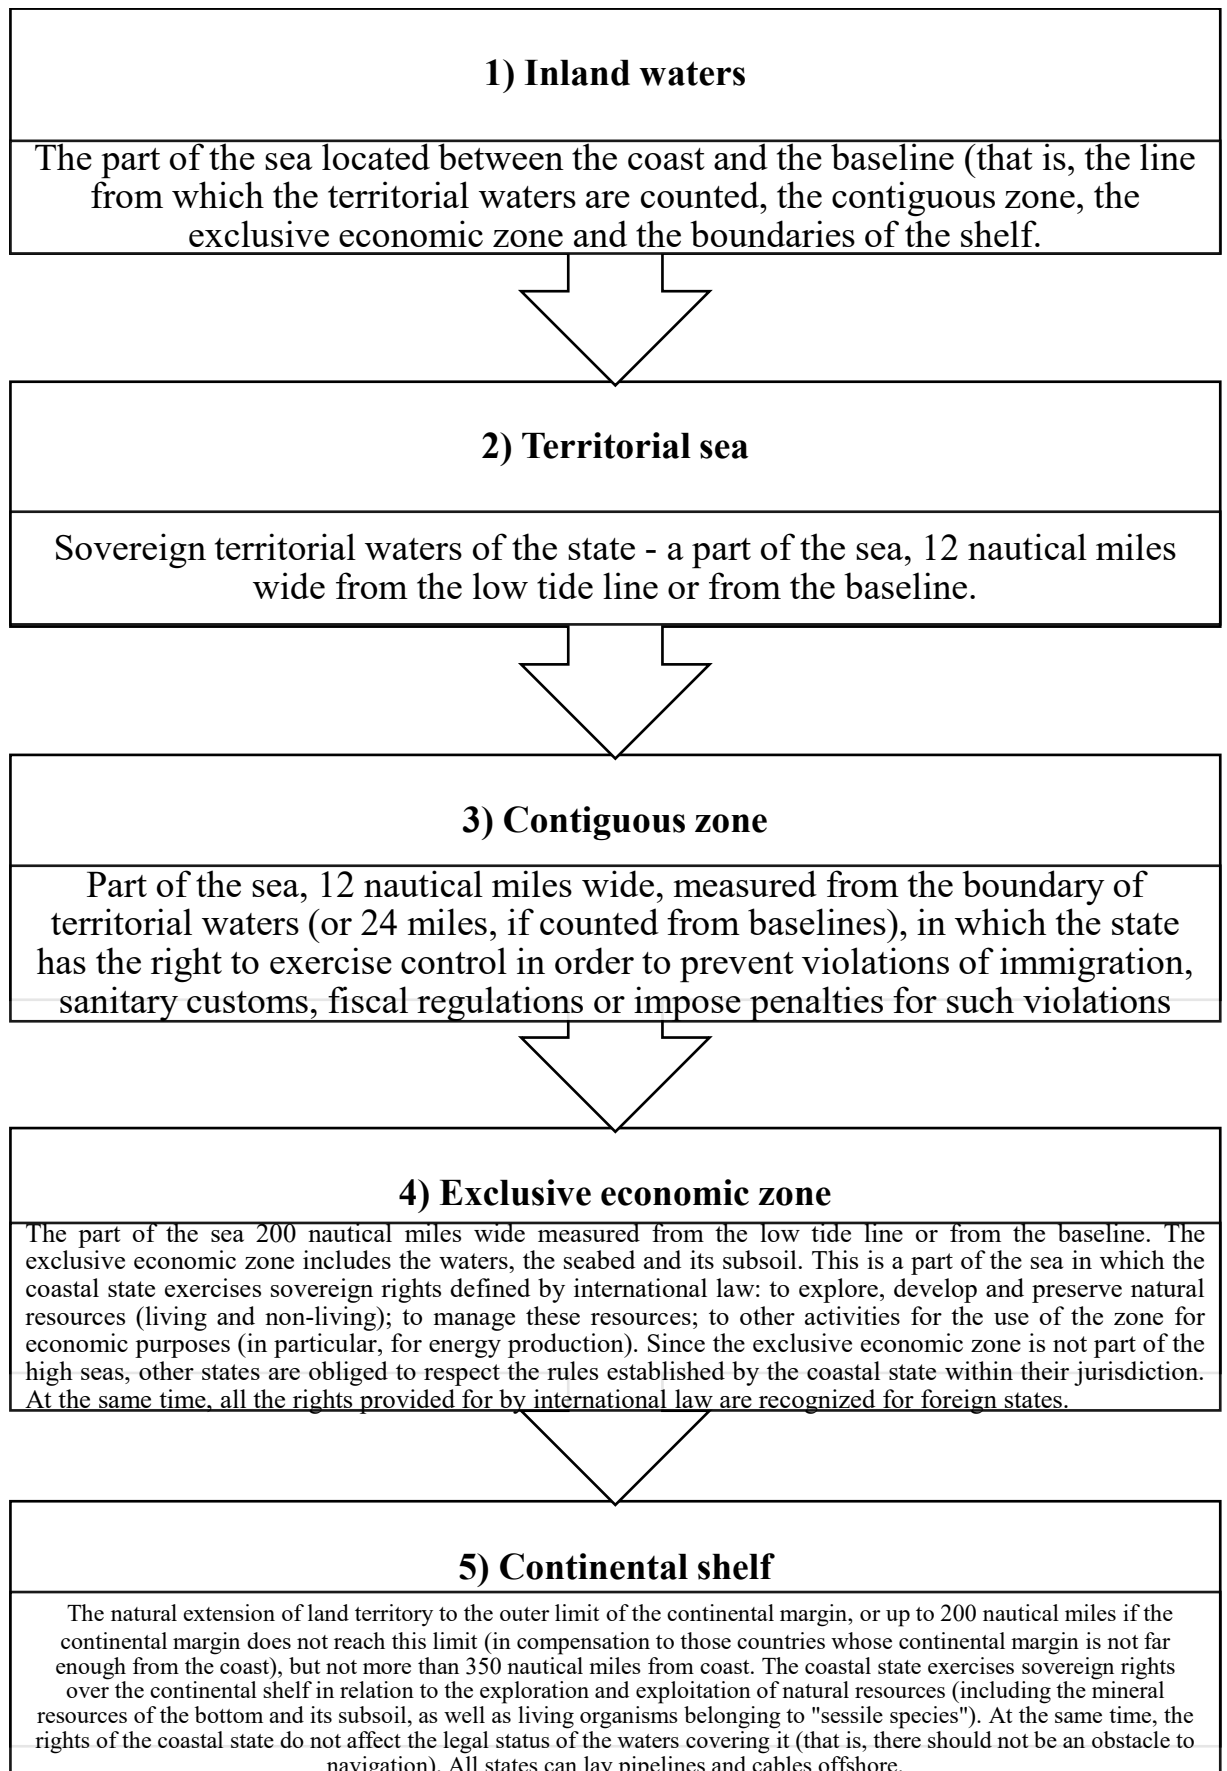 1) Inland waters
The part of the sea located between the coast and the baseline (that is, the line
from which the territorial waters are counted, the contiguous zone, the
exclusive economic zone and the boundaries of the shelf.
2) Territorial sea
Sovereign territorial waters of the state - a part of the sea, 12 nautical miles
wide from the low tide line or from the baseline.
3) Contiguous zone
Part of the sea, 12 nautical miles wide, measured from the boundary of
territorial waters (or 24 miles, if counted from baselines), in which the state
has the right to exercise control in order to prevent violations of immigration,
sanitary customs, fiscal regulations or impose penalties for such violations
4) Exclusive economic zone
The part of the sea 200 nautical miles wide measured from the low tide line or from the baseline. The
exclusive economic zone includes the waters, the seabed and its subsoil. This is a part of the sea in which the
coastal state exercises sovereign rights defined by international law: to explore, develop and preserve natural
resources (living and non-living); to manage these resources; to other activities for the use of the zone for
economic purposes (in particular, for energy production). Since the exclusive economic zone is not part of the
high seas, other states are obliged to respect the rules established by the coastal state within their jurisdiction.
At the same time, all the rights provided for by international law are recognized for foreign states.
5) Continental shelf
The natural extension of land territory to the outer limit of the continental margin, or up to 200 nautical miles if the
continental margin does not reach this limit (in compensation to those countries whose continental margin is not far
enough from the coast), but not more than 350 nautical miles from coast. The coastal state exercises sovereign rights
over the continental shelf in relation to the exploration and exploitation of natural resources (including the mineral
resources of the bottom and its subsoil, as well as living organisms belonging to "sessile species"). At the same time, the
rights of the coastal state do not affect the legal status of the waters covering it (that is, there should not be an obstacle to
navigation). All states can lay pipelines and cables offshore.